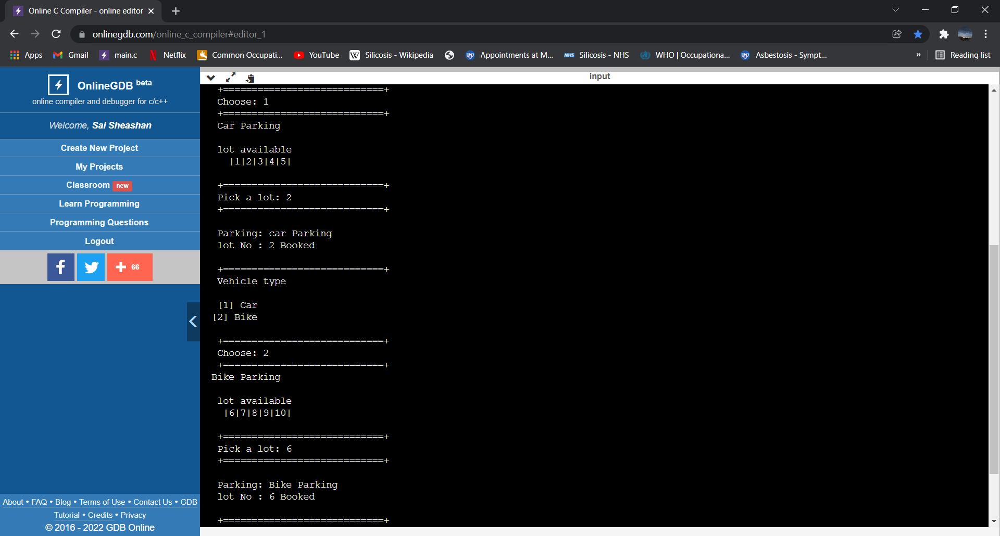 Online C Compiler - online editor
onlinegdb.com/online_c_compiler#editor_1
Apps Gmail main.c Netflix Common Occupati... YouTube Silicosis - Wikipedia Appointments at M... NHS Silicosis - NHS WHO | Occupationa... Asbestosis - Sympt... » Reading list
OnlineGDB beta
online compiler and debugger for c/c++
Welcome, Sai Sheashan
Create New Project
My Projects
Classroom new
Learn Programming
Programming Questions
Logout
66
About • FAQ • Blog • Terms of Use • Contact Us • GDB
Tutorial • Credits • Privacy
© 2016 - 2022 GDB Online
input
+============================+
Choose: 1
+============================+
Car Parking
lot available
|1|2|3|4|5|
+============================+
Pick a lot: 2
+============================+
Parking: car Parking
lot No : 2 Booked
+============================+
Vehicle type
[1] Car
[2] Bike
+============================+
Choose: 2
+============================+
Bike Parking
lot available
|6|7|8|9|10|
+============================+
Pick a lot: 6
+============================+
Parking: Bike Parking
lot No : 6 Booked
+============================+